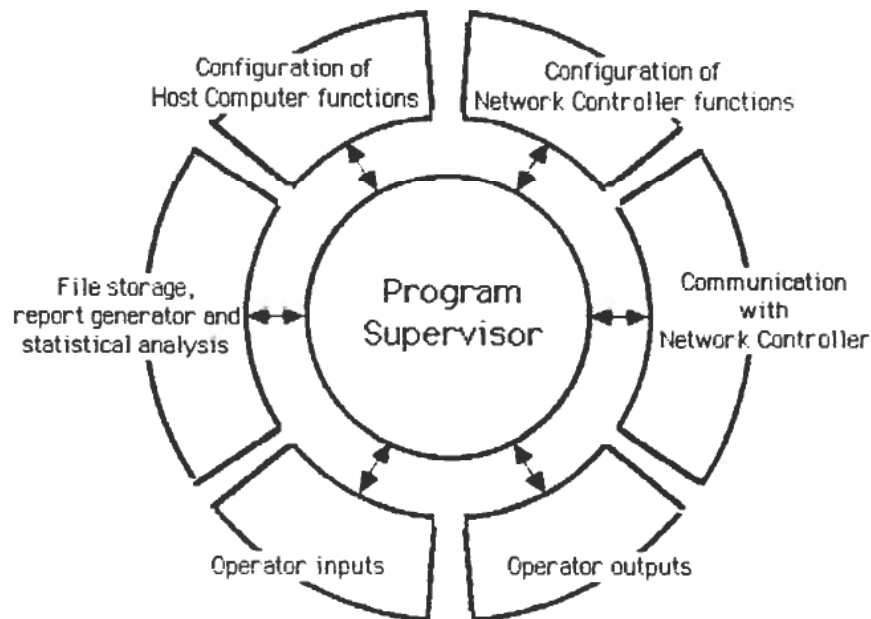 Configuration of
Host Computer functions
Configuration of
Network Controller functions
File storage,
report generator and
statistical analysis
Program
Supervisor
Communication
with
Network Controller
Operator inputs
Operator outputs